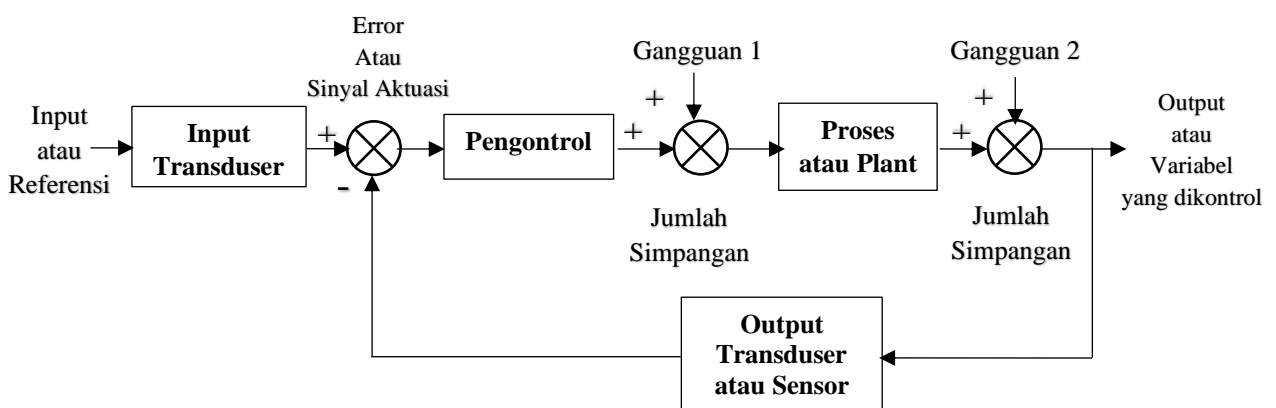 Input
atau
Referensi
Input
Transduser
Error
Atau
Sinyal Aktuasi
+
-
Pengontrol
Gangguan 1
+
+
Jumlah
Simpangan
Proses
atau Plant
Gangguan 2
+
+
Jumlah
Simpangan
Output
atau
Variabel
yang dikontrol
Output
Transduser
atau Sensor